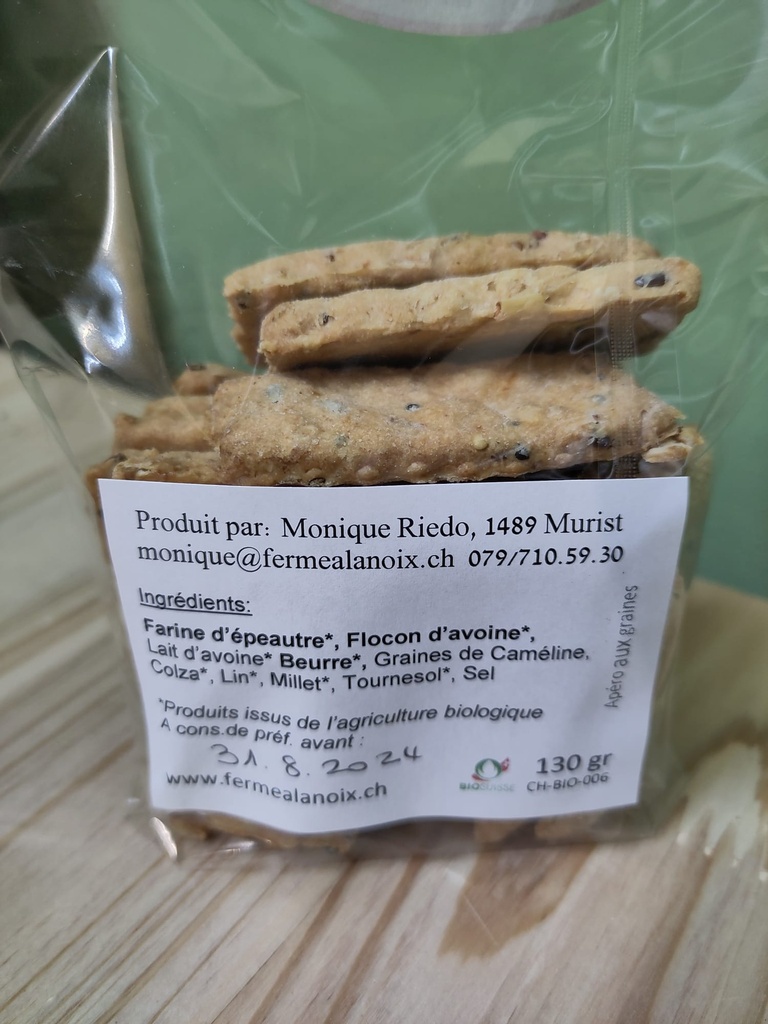 Produit par: Monique Riedo, 1489 Murist
monique@fermealanoix.ch 079/710.59.30
Ingrédients:
Farine d'épeautre*, Flocon d'avoine*,
Lait d'avoine* Beurre*, Graines de Caméline,
Colza*, Lin*, Millet*, Tournesol*, Sel
*Produits issus de l'agriculture biologique
A cons.de préf. avant :
31.8.2024
www.fermealanoix.ch
BIOSUISSE
130 gr
CH-BIO-006
Apéro aux graines